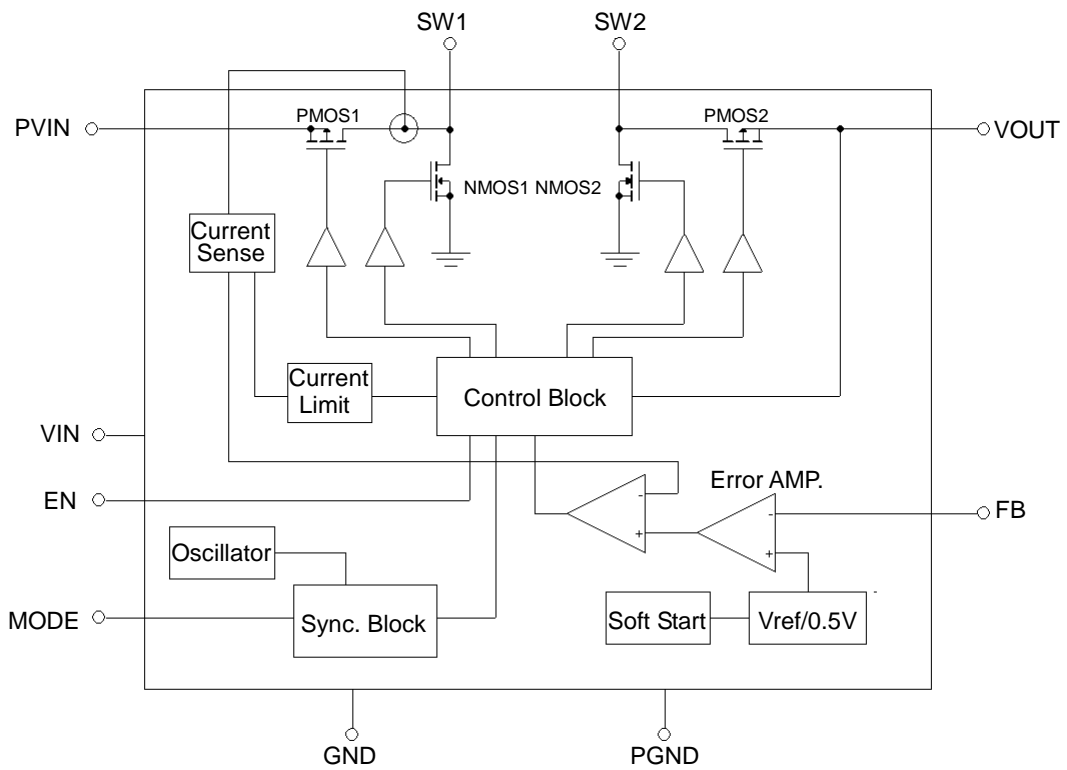 SW1
SW2
PVIN
PMOS1
PMOS2
VOUT
NMOS1 NMOS2
Current
Sense
Current
Limit
Control Block
VIN
EN
Error AMP.
-
+
-
+
FB
Oscillator
MODE
Sync. Block
Soft Start
Vref/0.5V
GND
PGND